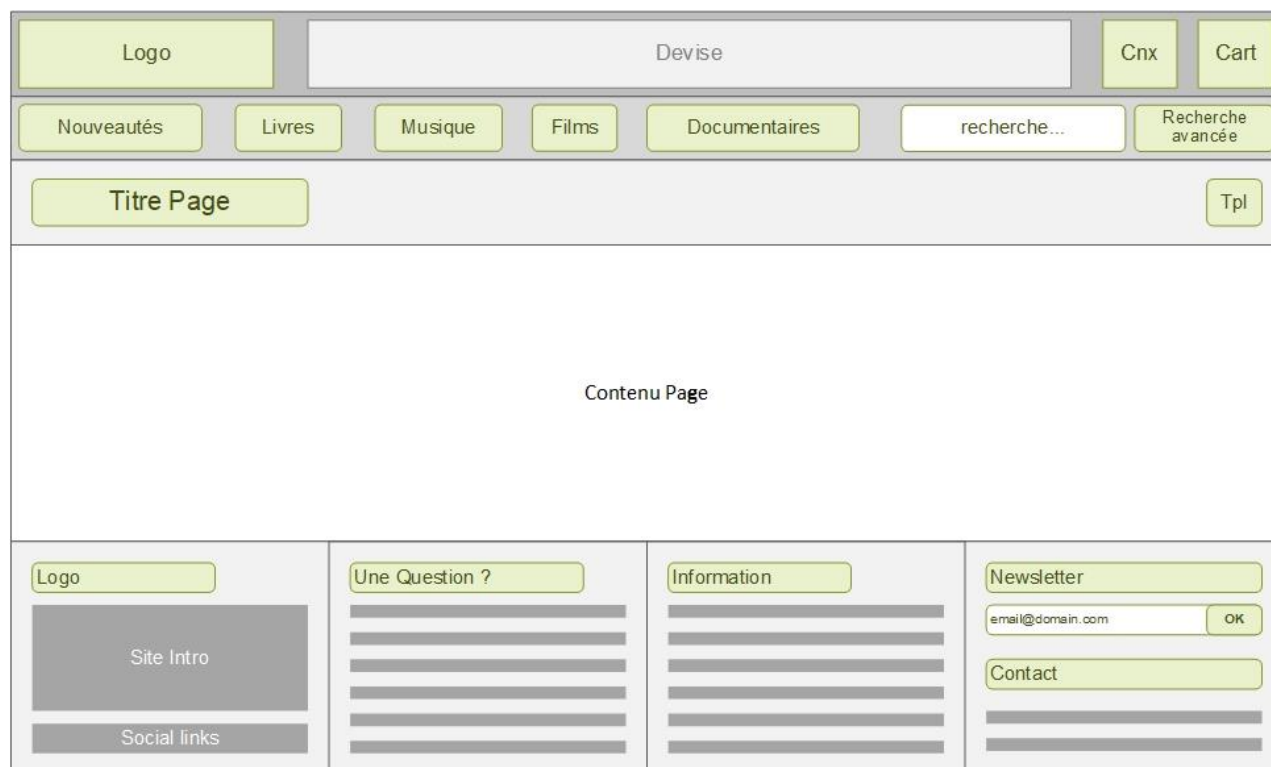 Logo
Devise
Cnx
Cart
Nouveautés
Livres
Musique
Films
Documentaires
recherche...
Recherche
avancée
Titre Page
Tpl
Contenu Page
Logo
Site Intro
Social links
Une Question ?
Information
Newsletter
email@domain.com
OK
Contact